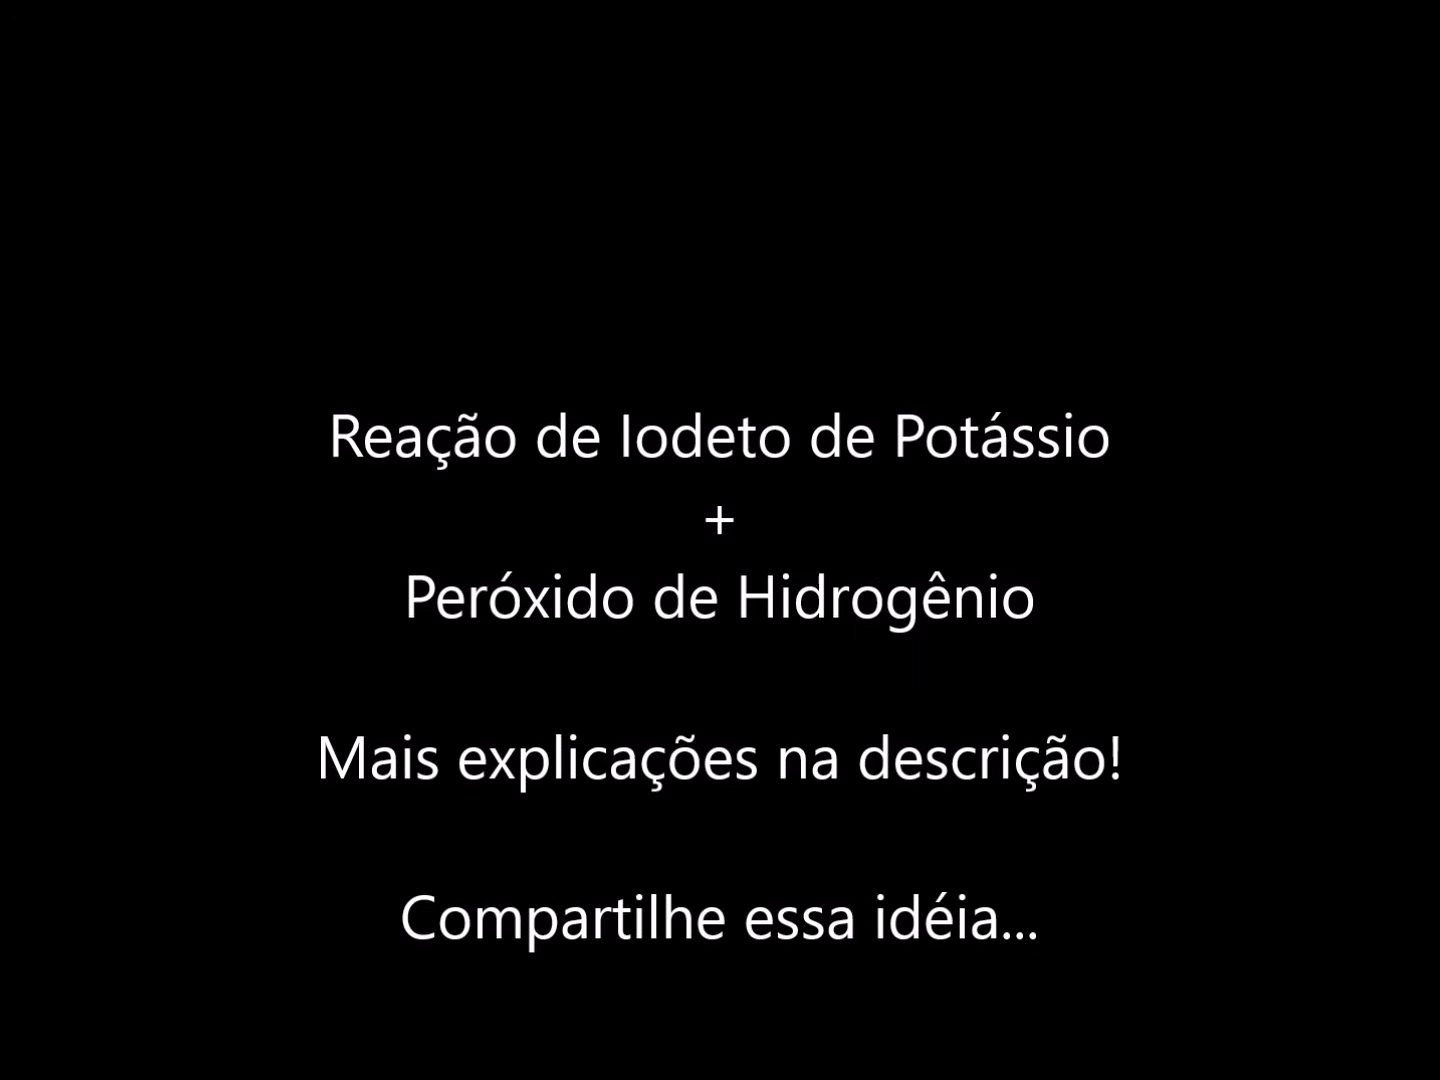 Reação de Iodeto de Potássio
+
Peróxido de Hidrogênio
Mais explicações na descrição!
Compartilhe essa idéia...